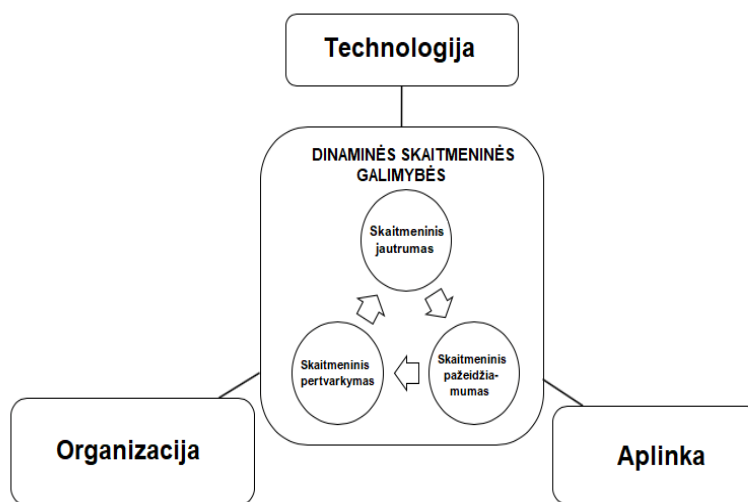 Technologija
DINAMINĖS SKAITMENINĖS
GALIMYBĖS
Skaitmeninis
jautrumas
Skaitmeninis
pertvarkymas
Skaitmeninis
pažeidžia-
mumas
Organizacija
Aplinka